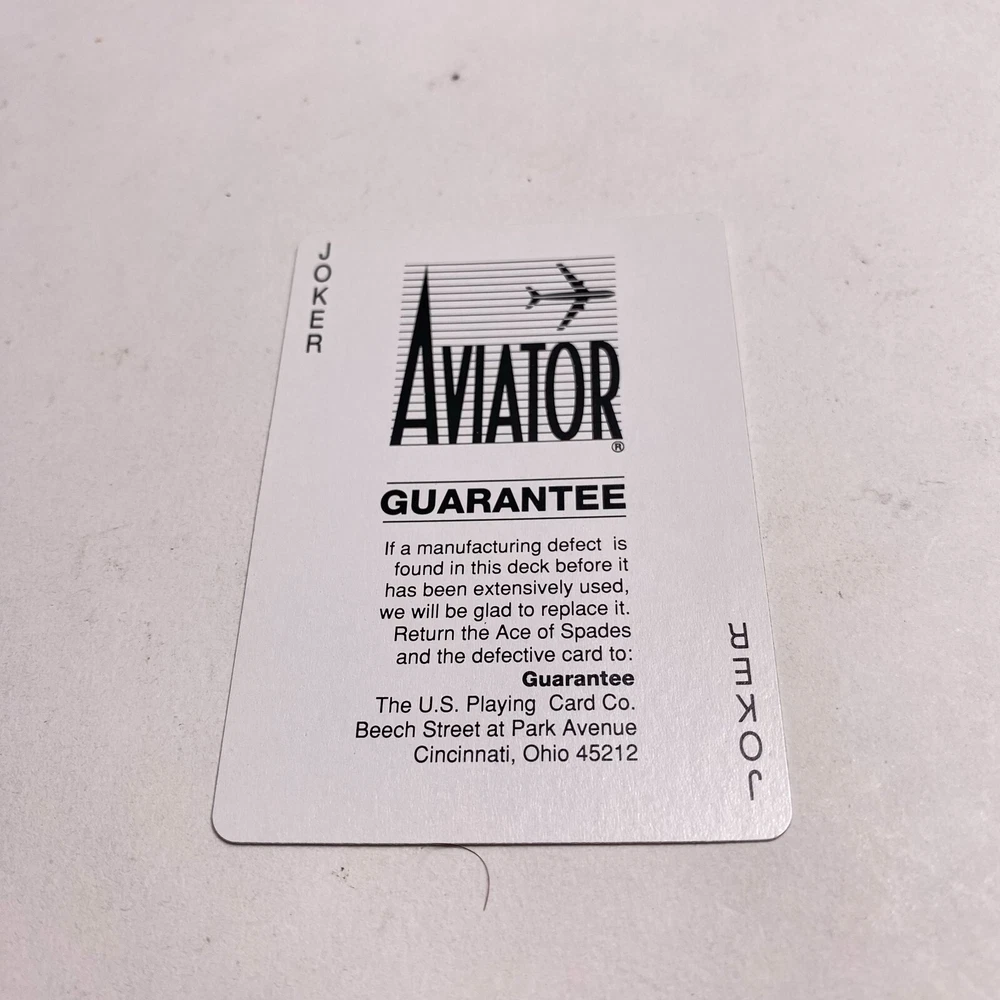 JOKER
AVIATOR®
GUARANTEE
If a manufacturing defect is
found in this deck before it
has been extensively used,
we will be glad to replace it.
Return the Ace of Spades
and the defective card to:
Guarantee
The U.S. Playing Card Co.
Beech Street at Park Avenue
Cincinnati, Ohio 45212
JOKER